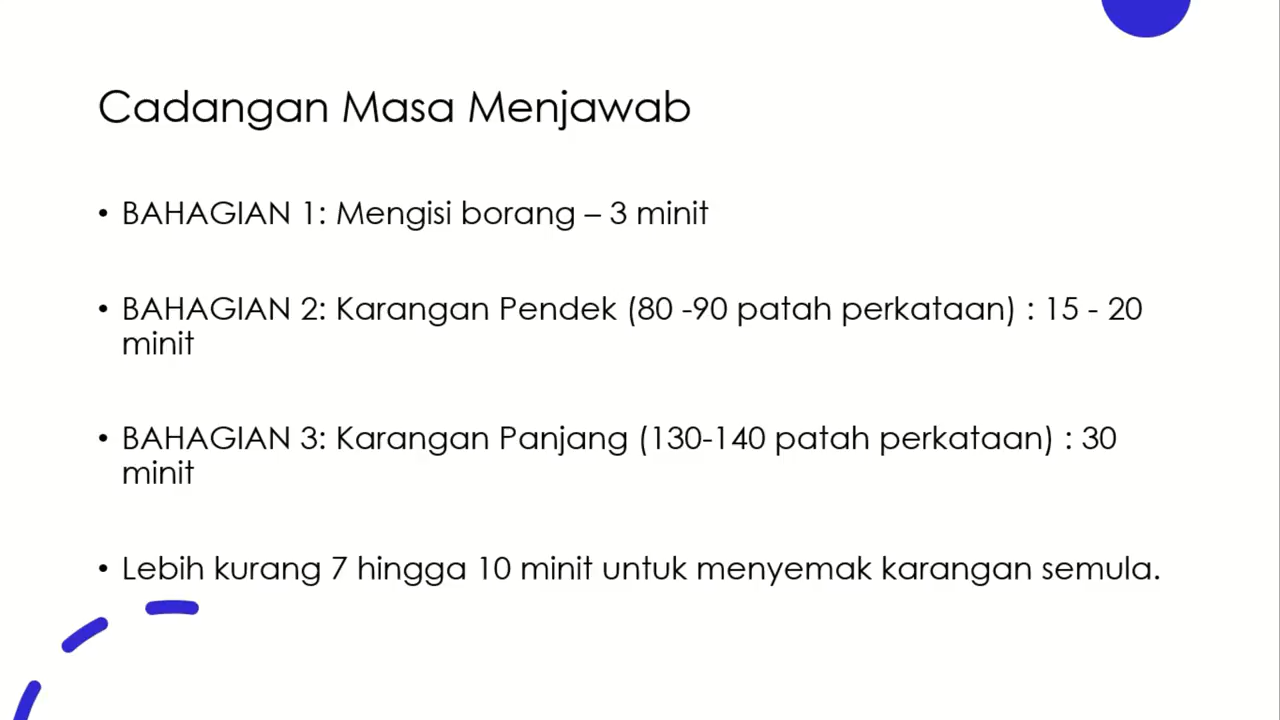 Cadangan Masa Menjawab
• BAHAGIAN 1: Mengisi borang – 3 minit
• BAHAGIAN 2: Karangan Pendek (80 -90 patah perkataan) : 15 - 20
minit
• BAHAGIAN 3: Karangan Panjang (130-140 patah perkataan) : 30
minit
• Lebih kurang 7 hingga 10 minit untuk menyemak karangan semula.